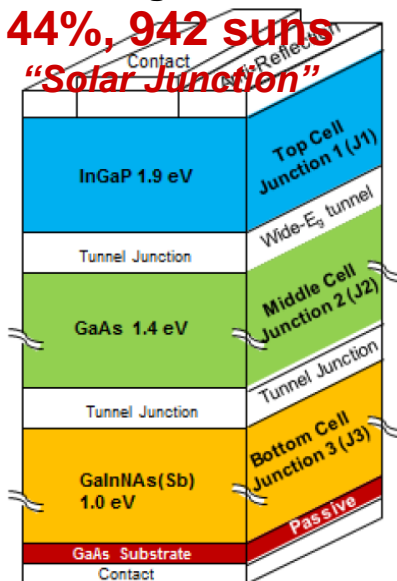 44%, 942 suns
"Solar Junction"
Contact
Anti-Reflection
InGaP 1.9 eV
Top Cell
Junction 1 (J1)
Tunnel Junction
Wide-Eg tunnel
GaAs 1.4 eV
Middle Cell
Junction 2 (J2)
Tunnel Junction
Tunnel Junction
GaInNAs(Sb)
1.0 eV
Bottom Cell
Junction 3 (J3)
GaAs Substrate
Passive
Contact